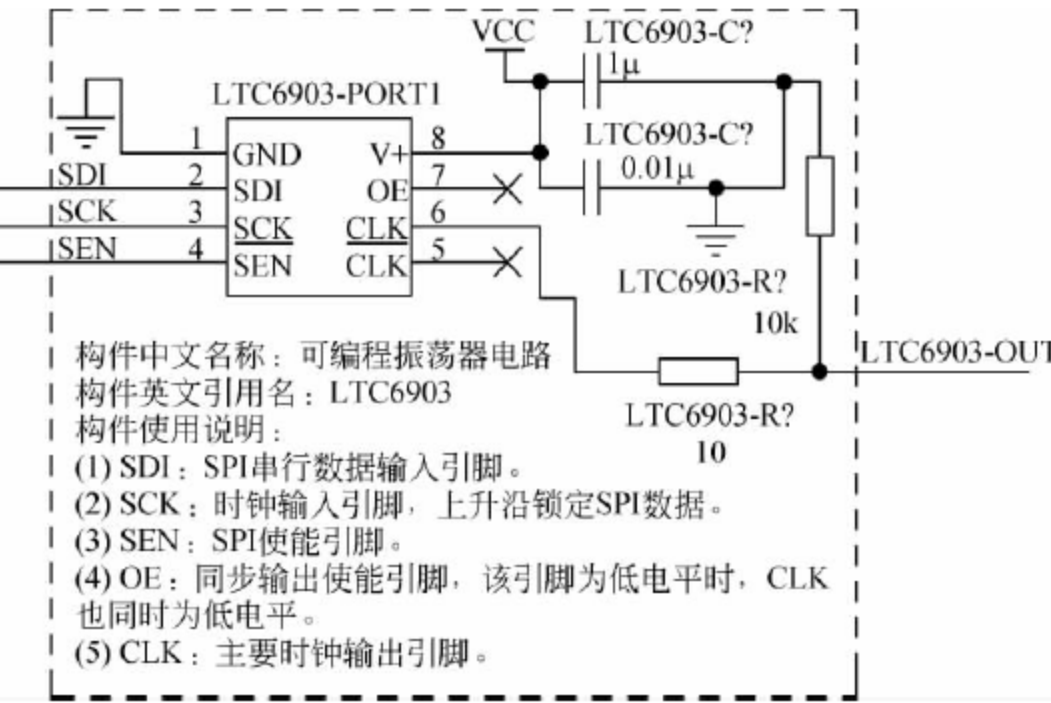 VCC
LTC6903-C?
1μ
LTC6903-PORT1
LTC6903-C?
0.01μ
1
GND
V+
8
SDI
2
SDI
OE
7
SCK
3
SCK
CLK
6
SEN
4
SEN
CLK
5
LTC6903-R?
10k
LTC6903-OUT
LTC6903-R?
10
构件中文名称：可编程振荡器电路
构件英文引用名：LTC6903
构件使用说明：
(1) SDI：SPI串行数据输入引脚。
(2) SCK：时钟输入引脚，上升沿锁定SPI数据。
(3) SEN：SPI使能引脚。
(4) OE：同步输出使能引脚，该引脚为低电平时，CLK
也同时为低电平。
(5) CLK：主要时钟输出引脚。